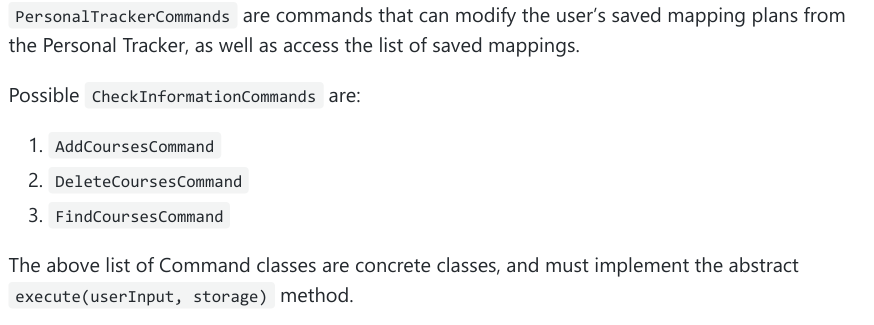 PersonalTrackerCommands are commands that can modify the user's saved mapping plans from
the Personal Tracker, as well as access the list of saved mappings.
Possible CheckInformationCommands are:
1. AddCoursesCommand
2. DeleteCoursesCommand
3. FindCoursesCommand
The above list of Command classes are concrete classes, and must implement the abstract
execute(userInput, storage) method.